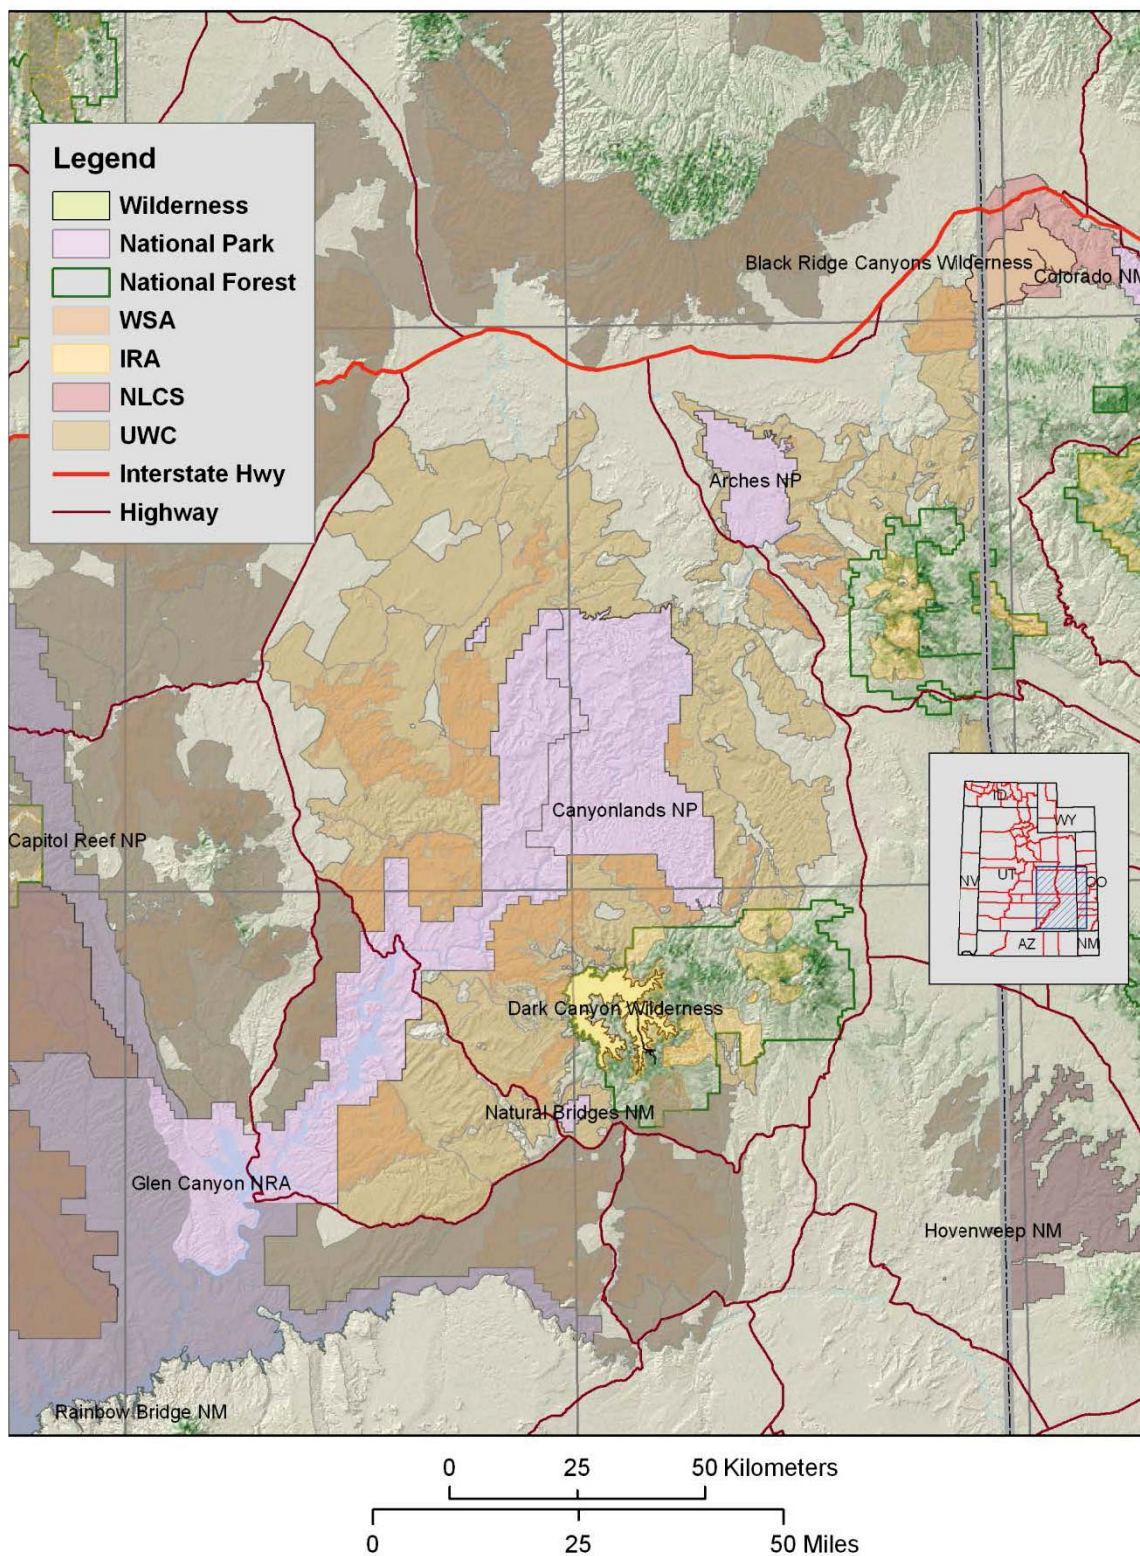 Legend
Wilderness
National Park
National Forest
WSA
IRA
NLCS
UWC
Interstate Hwy
Highway
Black Ridge Canyons Wilderness
Colorado NM
Arches NP
Canyonlands NP
Capitol Reef NP
Dark Canyon Wilderness
Natural Bridges NM
Glen Canyon NRA
Hovenweep NM
Rainbow Bridge NM
ID
WY
NV
UT
CO
AZ
NM
0 25 50 Kilometers
0 25 50 Miles